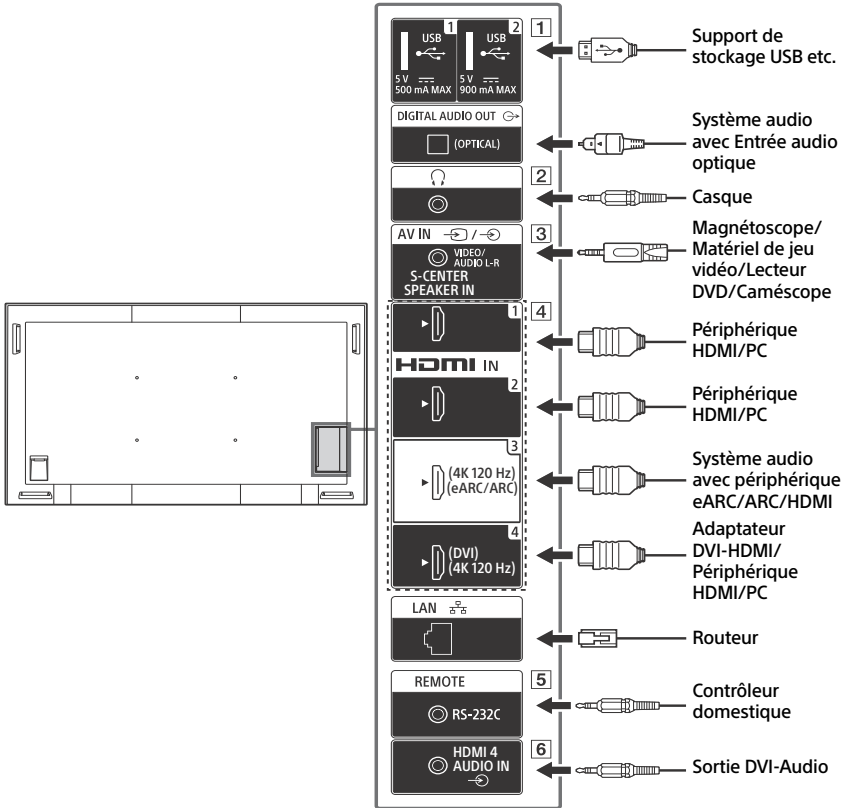 1
USB
5 V
500 mA MAX
2
USB
5 V
900 mA MAX
1
Support de
stockage USB etc.
DIGITAL AUDIO OUT
(OPTICAL)
Système audio
avec Entrée audio
optique
2
Casque
AV IN /
VIDEO/
AUDIO L-R
S-CENTER
SPEAKER IN
3
Magnétoscope/
Matériel de jeu
vidéo/Lecteur
DVD/Caméscope
1
4
Périphérique
HDMI/PC
HDMI IN
2
Périphérique
HDMI/PC
3
(4K 120 Hz)
(eARC/ARC)
Système audio
avec périphérique
eARC/ARC/HDMI
4
(DVI)
(4K 120 Hz)
Adaptateur
DVI-HDMI/
Périphérique
HDMI/PC
LAN
Routeur
REMOTE
5
RS-232C
Contrôleur
domestique
HDMI 4
AUDIO IN
6
Sortie DVI-Audio